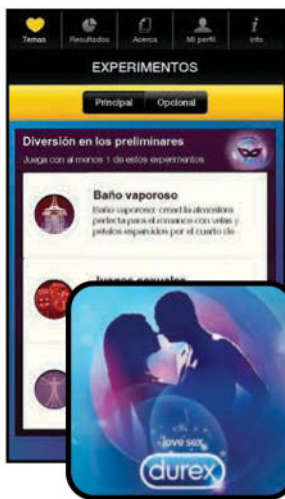 Temas Resultados Acerca Mi perfil Info
EXPERIMENTOS
Principal Opcional
Diversión en los preliminares
Juega con al menos 1 de estos experimentos
Baño vaporoso
Baño vaporoso: cread la atmósfera
perfecta para el romance con velas y
pétalos esparcidos por el cuarto de
Juegos sexuales
love sex
durex